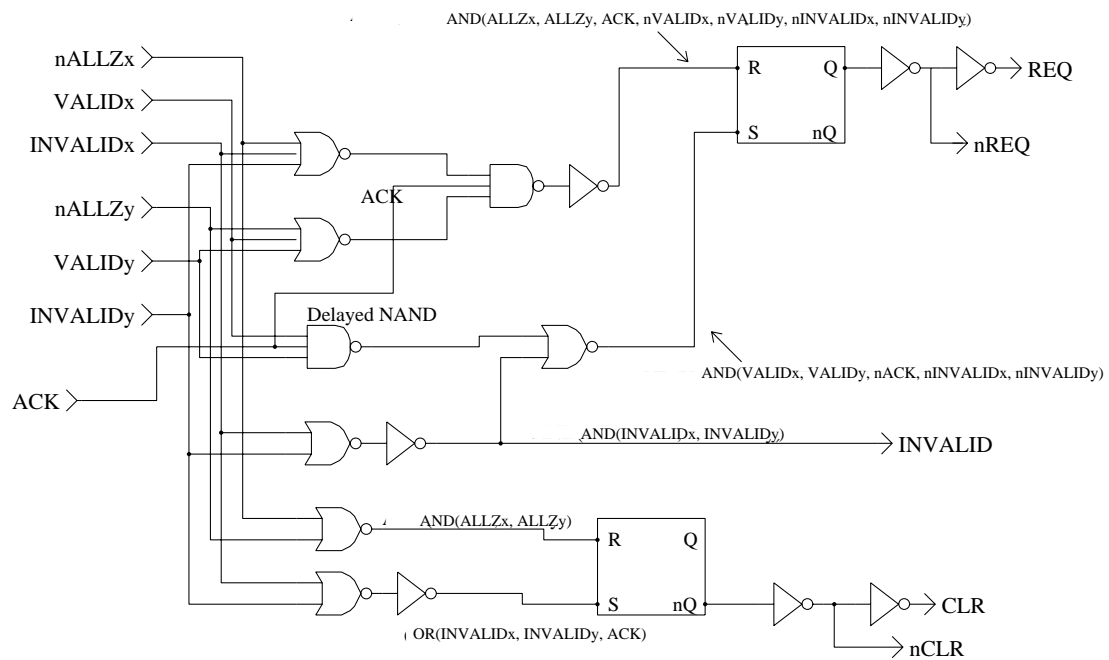 AND(ALLZx, ALLZy, ACK, nVALIDx, nVALIDy, nINVALIDx, nINVALIDy)
nALLZx
R
Q
REQ
VALIDx
S
nQ
INVALIDx
nREQ
ACK
nALLZy
VALIDy
INVALIDy
Delayed NAND
AND(VALIDx, VALIDy, nACK, nINVALIDx, nINVALIDy)
ACK
AND(INVALIDx, INVALIDy)
INVALID
AND(ALLZx, ALLZy)
R
Q
S
nQ
CLR
OR(INVALIDx, INVALIDy, ACK)
nCLR